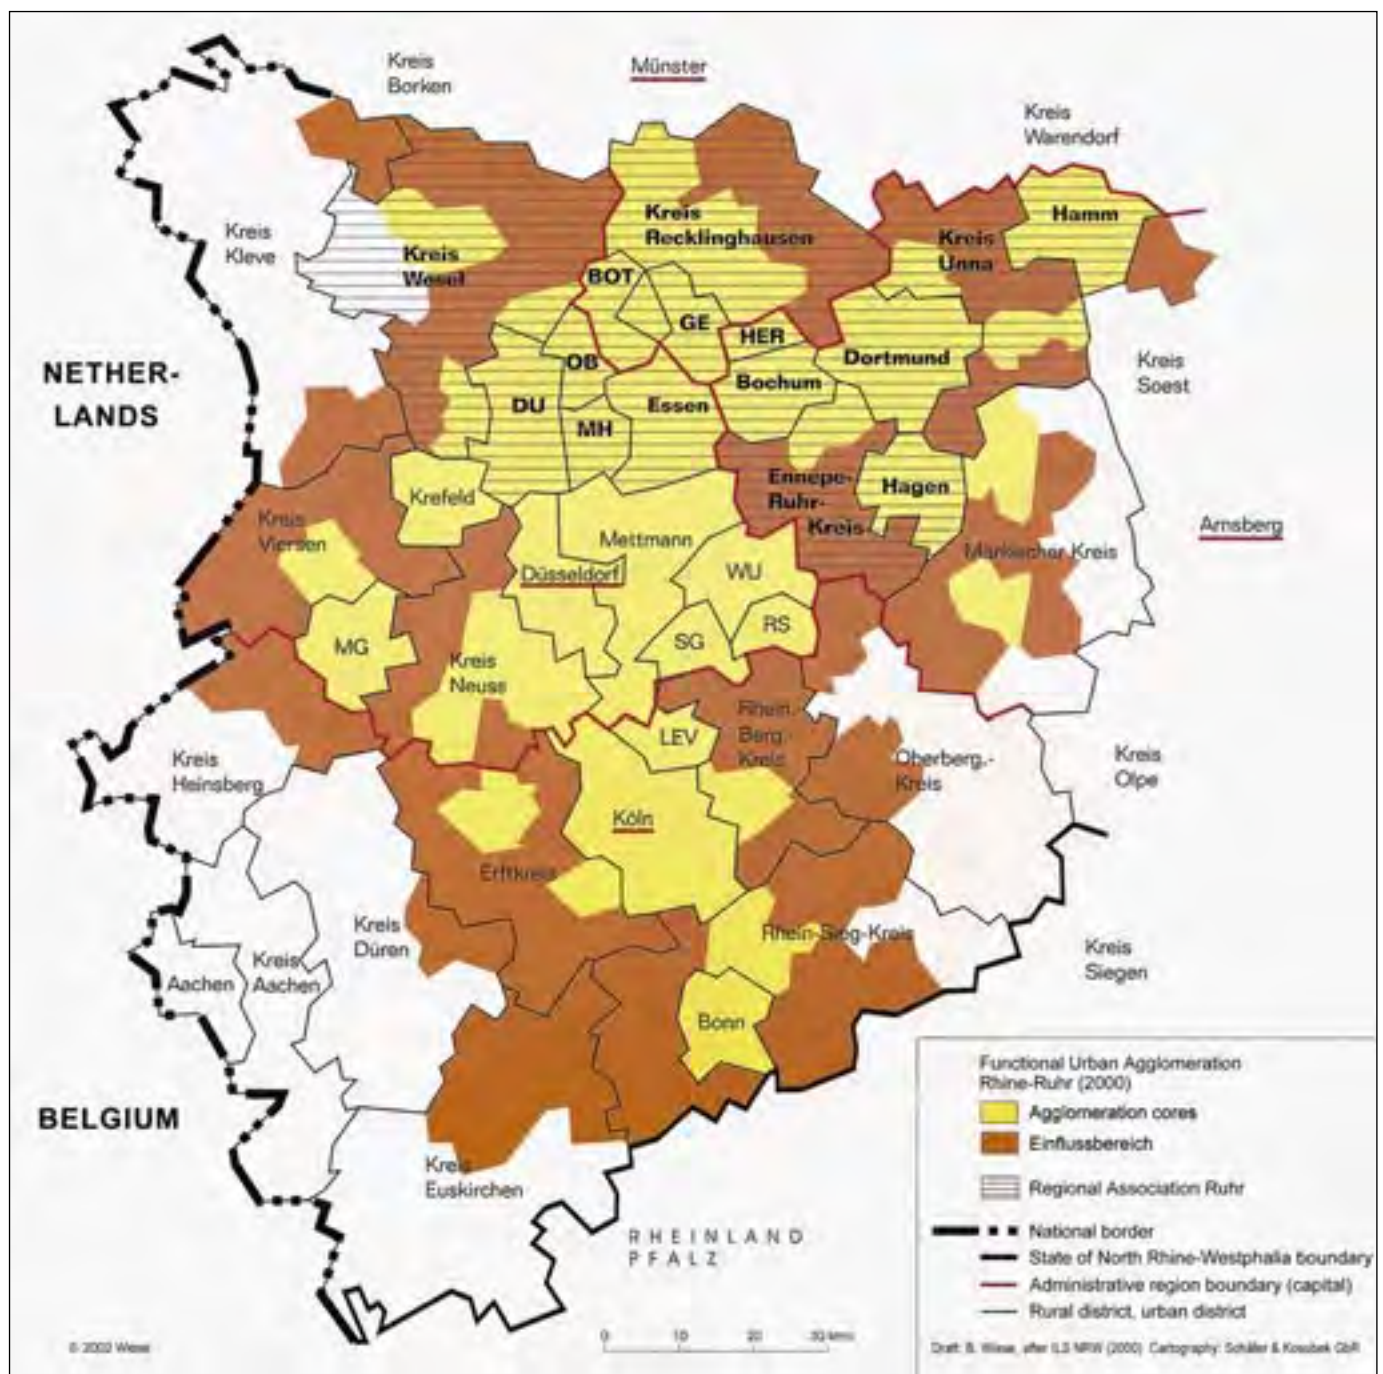 Kreis
Borken
Münster
Kreis
Warendorf
Kreis
Kleve
Kreis
Wesel
Kreis
Recklinghausen
Kreis
Unna
Hamm
BOT
GE
HER
OB
Bochum
Dortmund
DU
MH
Essen
NETHER-
LANDS
Kreis
Soest
Krefeld
Ennepe-
Ruhr-
Kreis
Hagen
Kreis
Viersen
Mettmann
Düsseldorf
WU
Märkischer Kreis
Arnsberg
MG
SG
RS
Kreis
Neuss
Rhein.-
Berg.-
Kreis
LEV
Kreis
Heinsberg
Oberberg.-
Kreis
Kreis
Olpe
Köln
Erftkreis
Kreis
Düren
Rhein-Sieg-Kreis
Kreis
Siegen
Aachen
Kreis
Aachen
Bonn
BELGIUM
Kreis
Euskirchen
RHEINLAND
PFALZ
Functional Urban Agglomeration
Rhine-Ruhr (2000)
Agglomeration cores
Einflussbereich
Regional Association Ruhr
National border
State of North Rhine-Westphalia boundary
Administrative region boundary (capital)
Rural district, urban district
0 10 20 30 kms
© 2002 Wiese
Draft: B. Wiese, after ILS NRW (2000) Cartography: Schäfer & Kossbek GbR